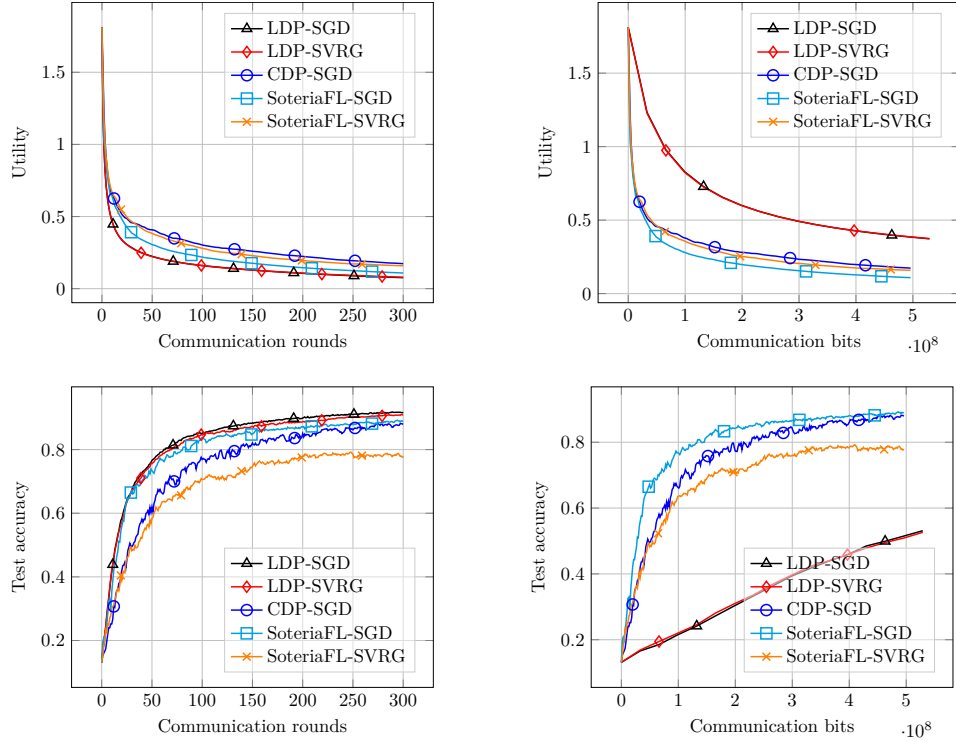 LDP-SGD
LDP-SVRG
CDP-SGD
SoteriaFL-SGD
SoteriaFL-SVRG
1.5
1
0.5
0
Utility
0 50 100 150 200 250 300
Communication rounds
LDP-SGD
LDP-SVRG
CDP-SGD
SoteriaFL-SGD
SoteriaFL-SVRG
1.5
1
0.5
0
Utility
0 1 2 3 4 5
Communication bits
·10^8
0.8
0.6
0.4
0.2
Test accuracy
LDP-SGD
LDP-SVRG
CDP-SGD
SoteriaFL-SGD
SoteriaFL-SVRG
0 50 100 150 200 250 300
Communication rounds
0.8
0.6
0.4
0.2
Test accuracy
LDP-SGD
LDP-SVRG
CDP-SGD
SoteriaFL-SGD
SoteriaFL-SVRG
0 1 2 3 4 5
Communication bits
·10^8